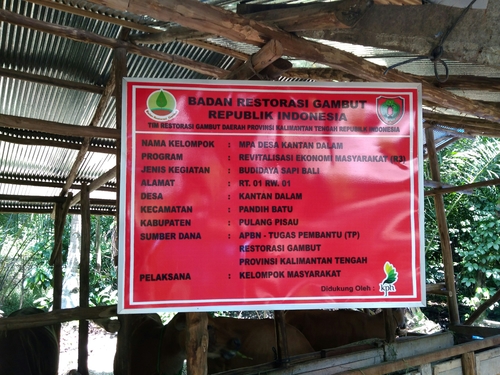 BADAN RESTORASI GAMBUT
REPUBLIK INDONESIA
TIM RESTORASI GAMBUT DAERAH PROVINSI KALIMANTAN TENGAH REPUBLIK INDONESIA
NAMA KELOMPOK : MPA DESA KANTAN DALAM
PROGRAM : REVITALISASI EKONOMI MASYARAKAT (R3)
JENIS KEGIATAN : BUDIDAYA SAPI BALI
ALAMAT : RT. 01 RW. 01
DESA : KANTAN DALAM
KECAMATAN : PANDIH BATU
KABUPATEN : PULANG PISAU
SUMBER DANA : APBN - TUGAS PEMBANTU (TP)
RESTORASI GAMBUT
PROVINSI KALIMANTAN TENGAH
PELAKSANA : KELOMPOK MASYARAKAT
Didukung Oleh :
kph